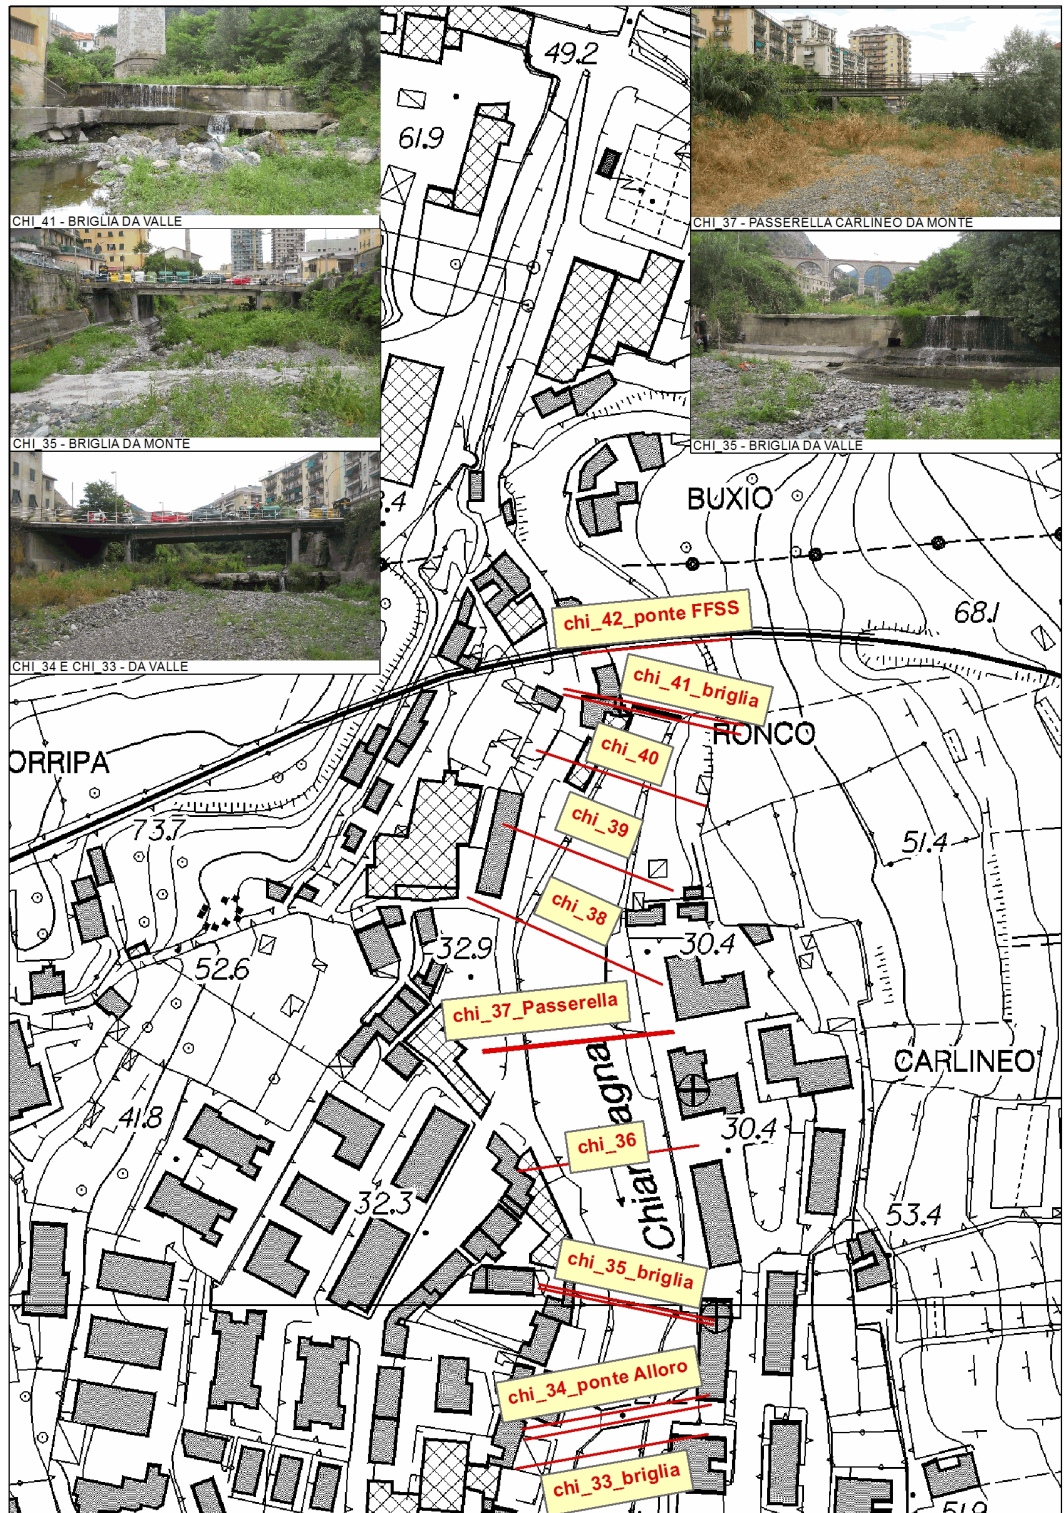 CHI_41 - BRIGLIA DA VALLE
CHI_35 - BRIGLIA DA MONTE
CHI_34 E CHI_33 - DA VALLE
CHI_37 - PASSERELLA CARLINEO DA MONTE
CHI_35 - BRIGLIA DA VALLE
49.2
61.9
BUXIO
68.1
chi_42_ponte FFSS
chi_41_briglia
RONCO
chi_40
ORRIPA
73.7
chi_39
51.4
chi_38
32.9
30.4
52.6
chi_37_Passerella
CARLINEO
41.8
chi_36
30.4
32.3
53.4
chi_35_briglia
chi_34_ponte Alloro
chi_33_briglia
51.9